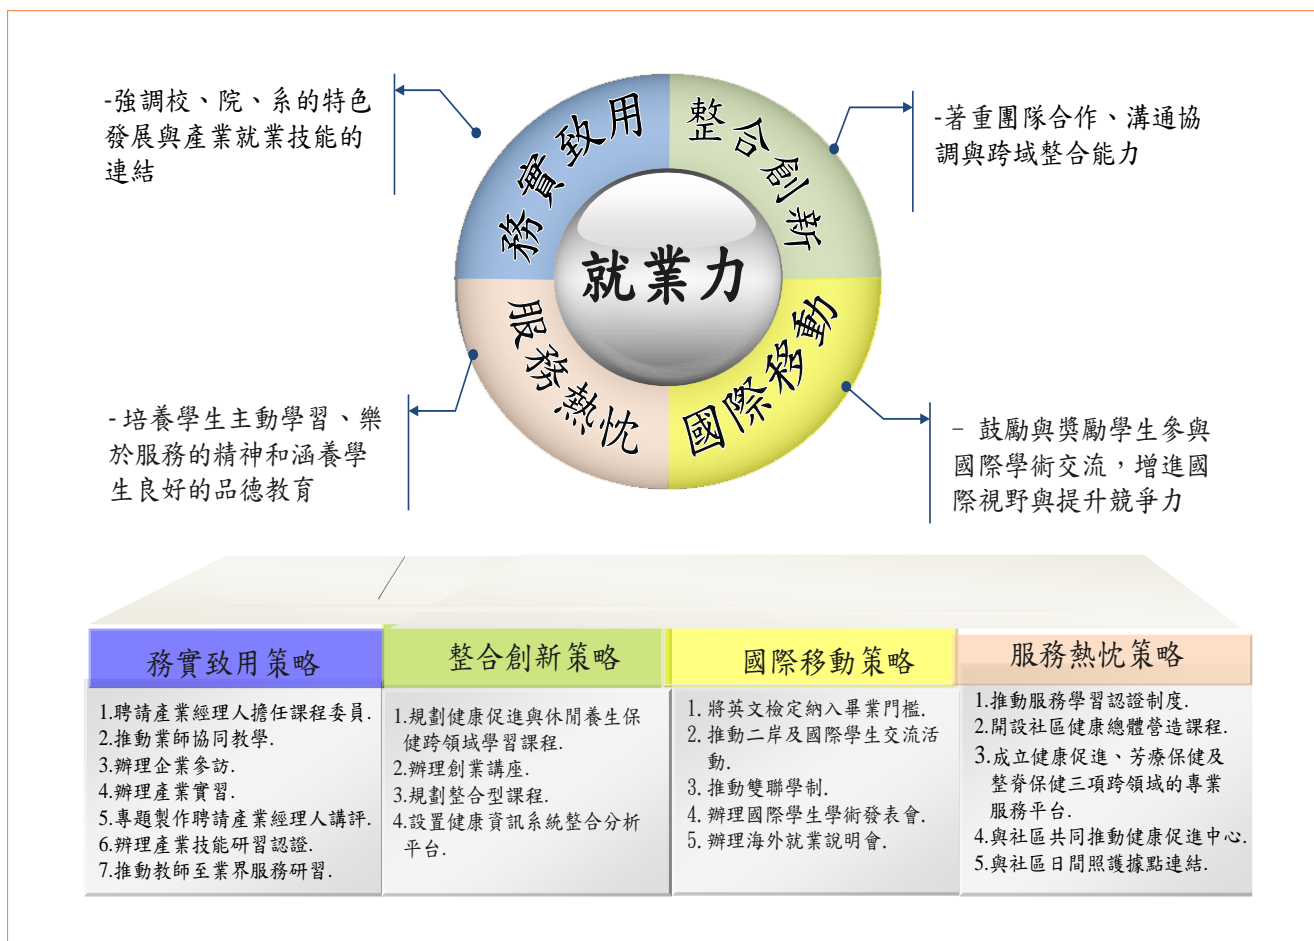 -強調校、院、系的特色
發展與產業就業技能的
連結
務實致用
整合創新
-著重團隊合作、溝通協
調與跨域整合能力
就業力
服務熱忱
國際移動
- 培養學生主動學習、樂
於服務的精神和涵養學
生良好的品德教育
- 鼓勵與獎勵學生參與
國際學術交流，增進國
際視野與提升競爭力
務實致用策略
1.聘請產業經理人擔任課程委員.
2.推動業師協同教學.
3.辦理企業參訪.
4.辦理產業實習.
5.專題製作聘請產業經理人講評.
6.辨理產業技能研習認證.
7.推動教師至業界服務研習.
整合創新策略
1.規劃健康促進與休閒養生保
健跨領域學習課程.
2.辦理創業講座.
3.規劃整合型課程.
4.設置健康資訊系統整合分析
平台.
國際移動策略
1. 將英文檢定納入畢業門檻.
2. 推動二岸及國際學生交流活
動.
3. 推動雙聯學制.
4. 辦理國際學生學術發表會.
5. 辦理海外就業說明會.
服務熱忱策略
1.推動服務學習認證制度.
2.開設社區健康總體營造課程.
3.成立健康促進、芳療保健及
整脊保健三項跨領域的專業
服務平台.
4.與社區共同推動健康促進中心.
5.與社區日間照護據點連結.